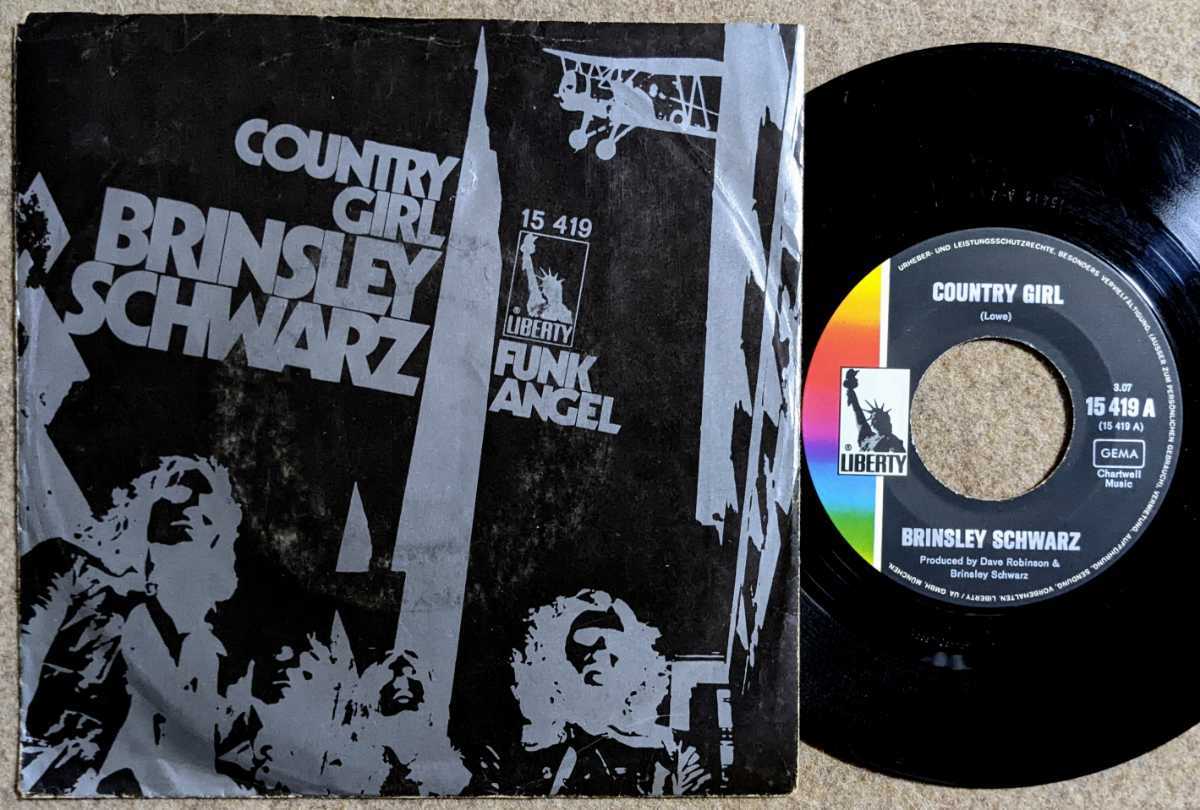 COUNTRY
GIRL
BRINSLEY
SCHWARZ
15 419
® LIBERTY
FUNK
ANGEL
URHEBER- UND LEISTUNGSSCHUTZRECHTE, BESONDERS VERVIELFÄLTIGUNG, (AUSSER ZUM PERSÖNLICHEN GEBRAUCH), VERMIETUNG, AUFFÜHRUNG, SENDUNG, VORBEHALTEN. LIBERTY / UA GMBH, MÜNCHEN.
COUNTRY GIRL
(Lowe)
3.07
15 419 A
(15 419 A)
GEMA
Chartwell
Music
® LIBERTY
BRINSLEY SCHWARZ
Produced by Dave Robinson &
Brinsley Schwarz